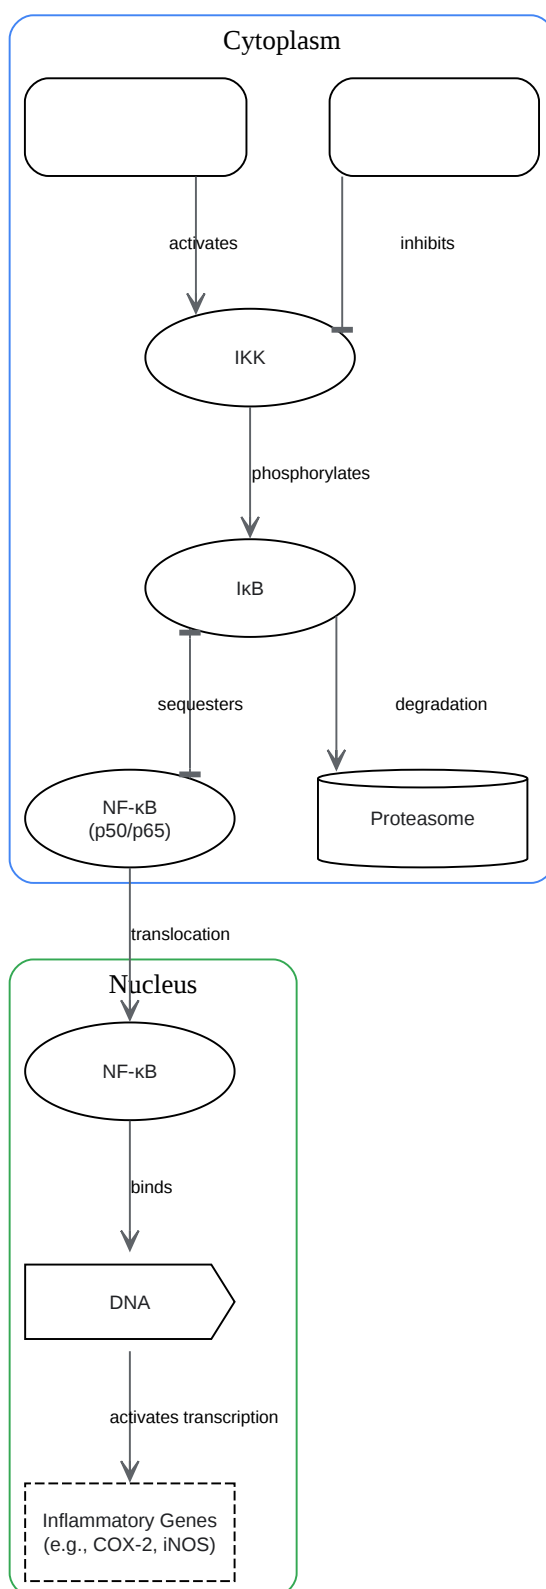 Cytoplasm
activates
inhibits
IKK
phosphorylates
IκB
sequesters
degradation
NF-κB
(p50/p65)
Proteasome
translocation
Nucleus
NF-κB
binds
DNA
activates transcription
Inflammatory Genes
(e.g., COX-2, iNOS)